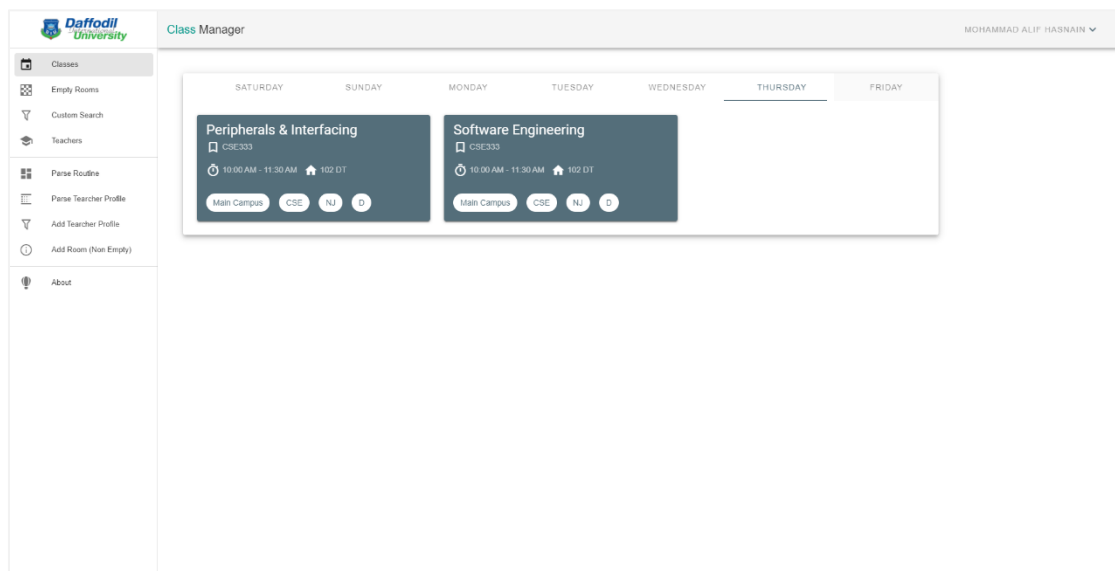 Daffodil
International
University
Class Manager
MOHAMMAD ALIF HASNAIN
Classes
Empty Rooms
Custom Search
Teachers
Parse Routine
Parse Tearcher Profile
Add Tearcher Profile
Add Room (Non Empty)
About
SATURDAY SUNDAY MONDAY TUESDAY WEDNESDAY THURSDAY FRIDAY
Peripherals & Interfacing
CSE333
10:00 AM - 11:30 AM 102 DT
Main Campus CSE NJ D
Software Engineering
CSE333
10:00 AM - 11:30 AM 102 DT
Main Campus CSE NJ D